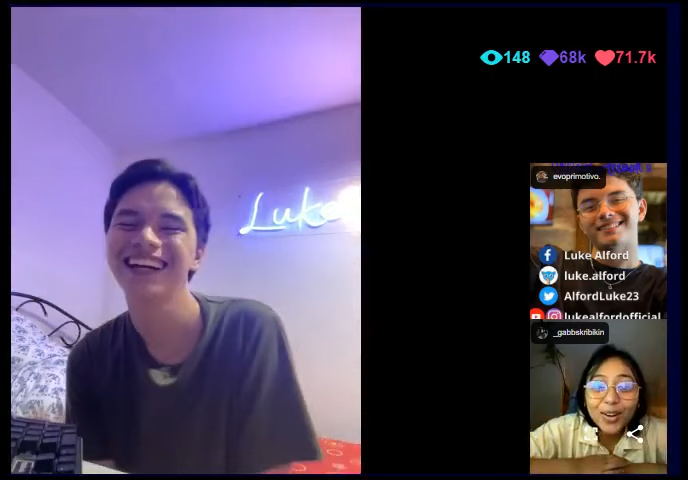 Luke
148 68k 71.7k
evoprimotivo.
Luke Alford
luke.alford
AlfordLuke23
lukealfordofficial
_gabbskribikin